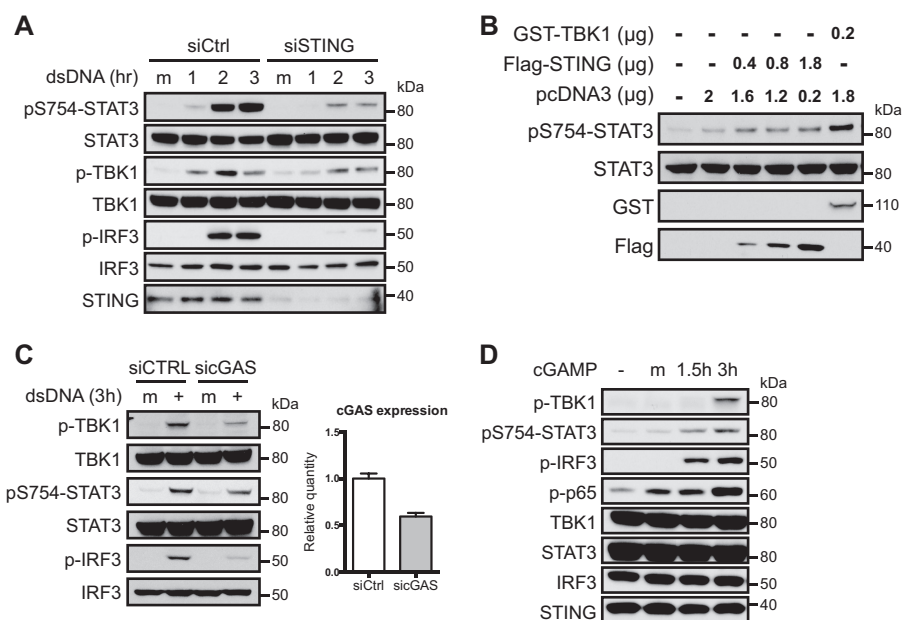 A
siCtrl siSTING
dsDNA (hr) m 1 2 3 m 1 2 3 kDa
pS754-STAT3 80
STAT3 80
p-TBK1 80
TBK1 80
p-IRF3 50
IRF3 50
STING 40
B
GST-TBK1 (µg) - - - - - 0.2
Flag-STING (µg) - - 0.4 0.8 1.8 -
pcDNA3 (µg) - 2 1.6 1.2 0.2 1.8 kDa
pS754-STAT3 80
STAT3 80
GST 110
Flag 40
C
siCTRL sicGAS
dsDNA (3h) m + m + kDa
p-TBK1 80
TBK1 80
pS754-STAT3 80
STAT3 80
p-IRF3 50
IRF3 50
cGAS expression
Relative quantity
1.5
1.0
0.5
0.0
siCtrl sicGAS
D
cGAMP - m 1.5h 3h kDa
p-TBK1 80
pS754-STAT3 80
p-IRF3 50
p-p65 60
TBK1 80
STAT3 80
IRF3 50
STING 40